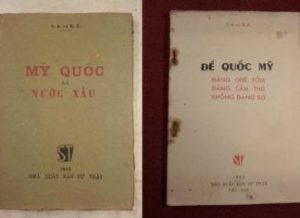 MỸ QUỐC
LÀ
NƯỚC XẤU
ST
NHÀ XUẤT BẢN SỰ THẬT
ĐẾ QUỐC MỸ
ĐÁNG GHÊ TỞM
ĐÁNG CĂM THÙ
KHÔNG ĐÁNG SỢ
ST
NHÀ XUẤT BẢN SỰ THẬT